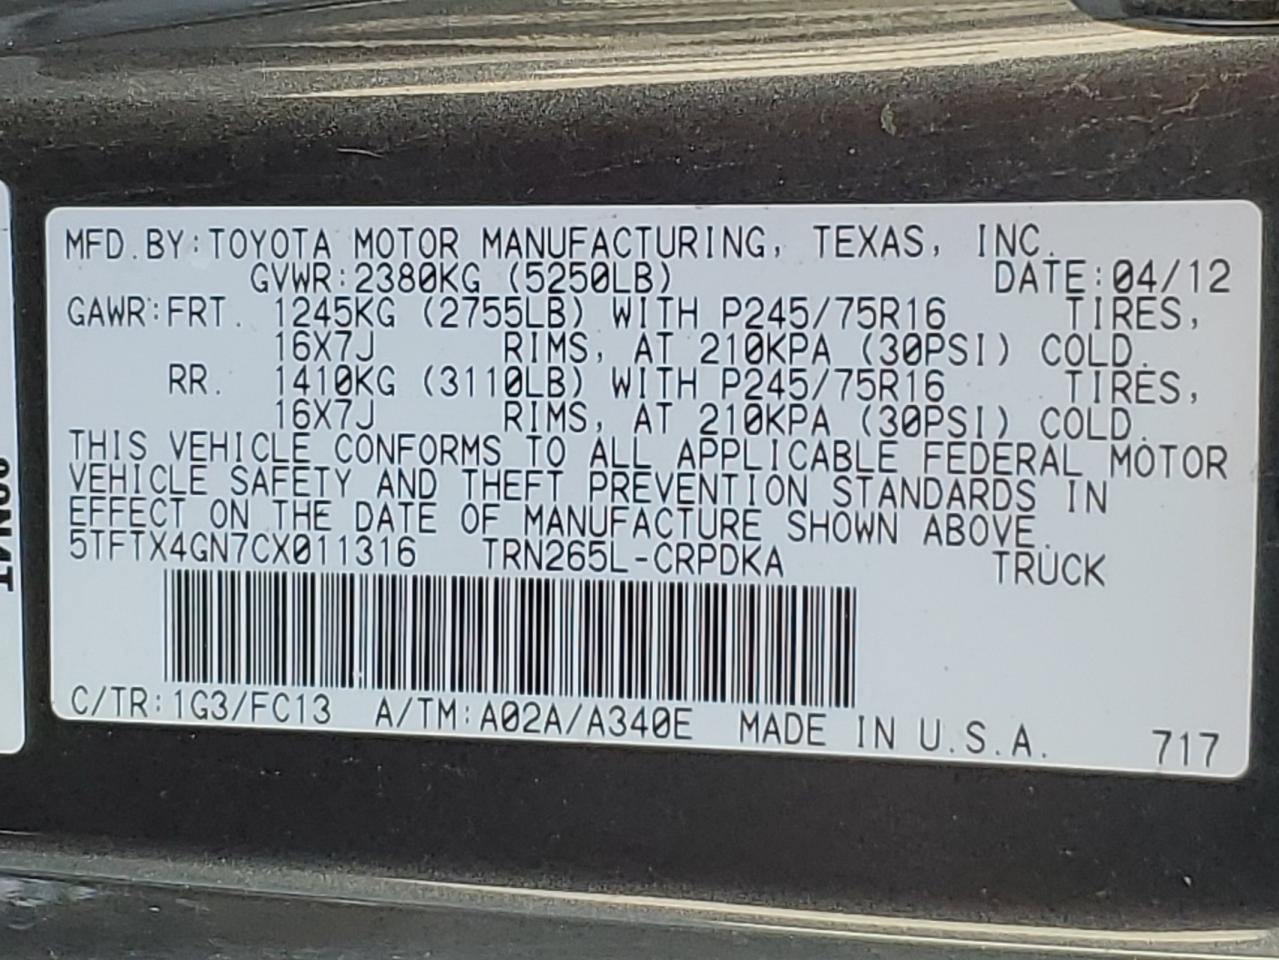 MFD.BY:TOYOTA MOTOR MANUFACTURING, TEXAS, INC.
GVWR:2380KG (5250LB) DATE:04/12
GAWR:FRT. 1245KG (2755LB) WITH P245/75R16 TIRES,
16X7J RIMS, AT 210KPA (30PSI) COLD.
RR. 1410KG (3110LB) WITH P245/75R16 TIRES,
16X7J RIMS, AT 210KPA (30PSI) COLD.
THIS VEHICLE CONFORMS TO ALL APPLICABLE FEDERAL MOTOR
VEHICLE SAFETY AND THEFT PREVENTION STANDARDS IN
EFFECT ON THE DATE OF MANUFACTURE SHOWN ABOVE.
5TFTX4GN7CX011316 TRN265L-CRPDKA TRUCK
C/TR:1G3/FC13 A/TM:A02A/A340E MADE IN U.S.A. 717